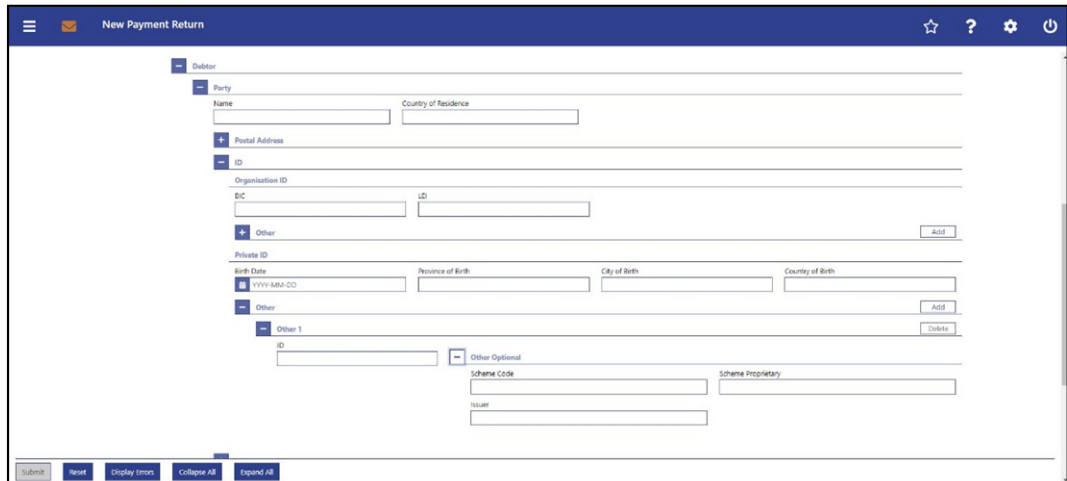 New Payment Return
?
Debtor
Party
Name Country of Residence
+ Postal Address
ID
Organisation ID
BIC LEI
+ Other Add
Private ID
Birth Date Province of Birth City of Birth Country of Birth
YYYY-MM-DD
Other Add
Other 1 Delete
ID
Other Optional
Scheme Code Scheme Proprietary
Issuer
Submit Reset Display Errors Collapse All Expand All